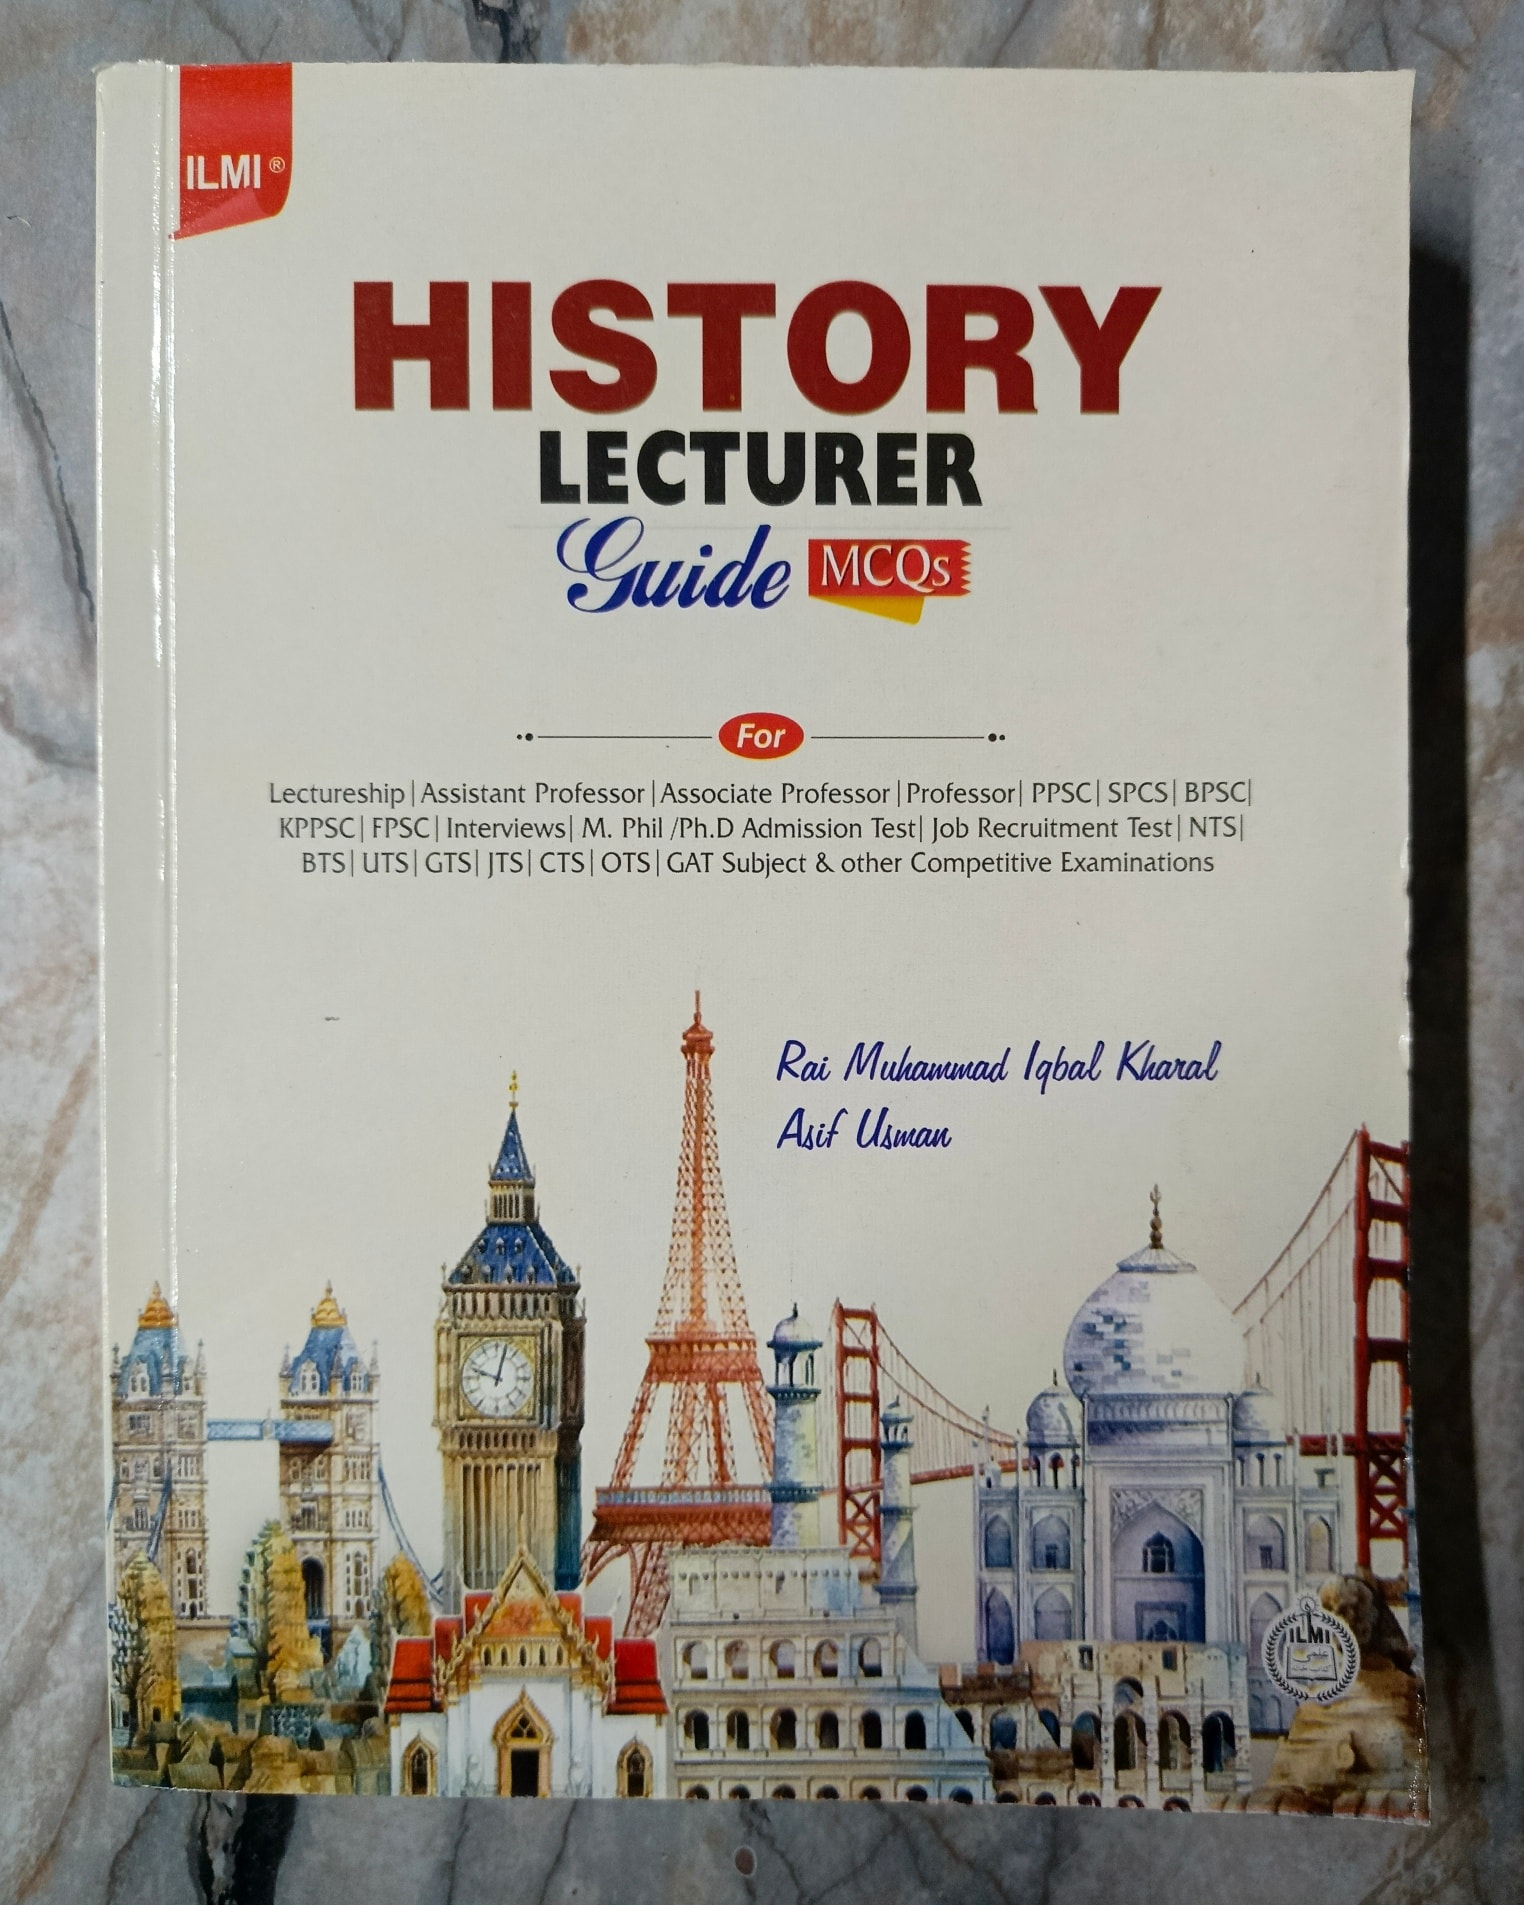 ILMI ®
HISTORY
LECTURER
Guide MCQs
For
Lectureship | Assistant Professor | Associate Professor | Professor | PPSC | SPCS | BPSC |
KPPSC | FPSC | Interviews | M. Phil /Ph.D Admission Test | Job Recruitment Test | NTS |
BTS | UTS | GTS | JTS | CTS | OTS | GAT Subject & other Competitive Examinations
Rai Muhammad Iqbal Kharal
Asif Usman
ILMI
علمی